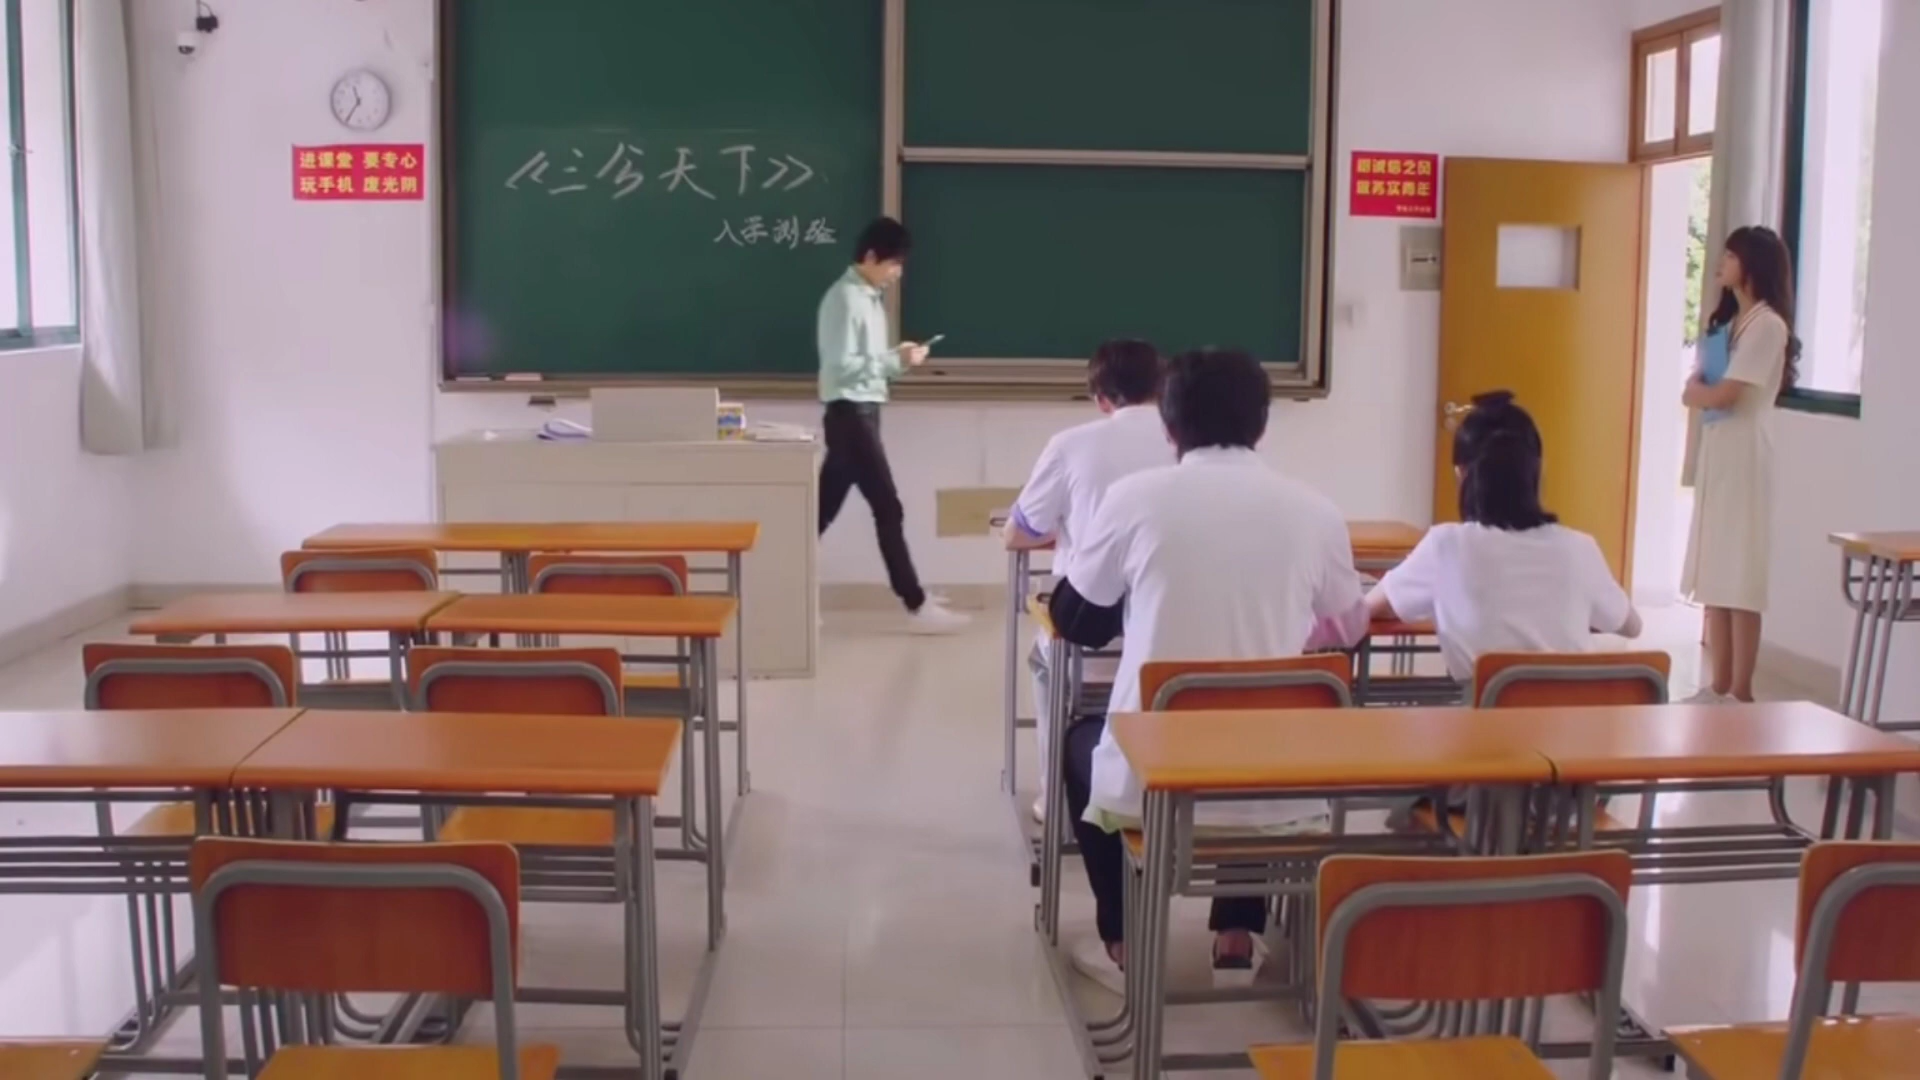 进课堂 要专心
玩手机 废光阴
《三分天下》
入学测验